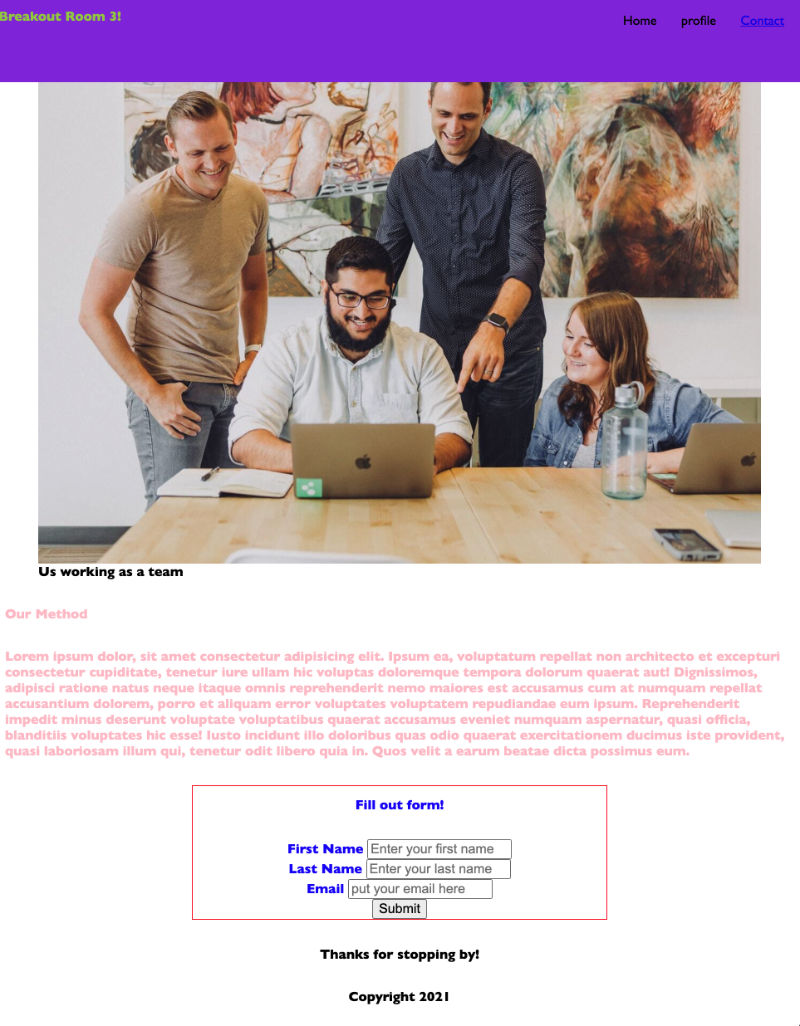 Breakout Room 3!
Home profile Contact
Us working as a team
Our Method
Lorem ipsum dolor, sit amet consectetur adipisicing elit. Ipsum ea, voluptatum repellat non architecto et excepturi
consectetur cupiditate, tenetur iure ullam hic voluptas doloremque tempora dolorum quaerat aut! Dignissimos,
adipisci ratione natus neque itaque omnis reprehenderit nemo maiores est accusamus cum at numquam repellat
accusantium dolorem, porro et aliquam error voluptates voluptatem repudiandae eum ipsum. Reprehenderit
impedit minus deserunt voluptate voluptatibus quaerat accusamus eveniet numquam aspernatur, quasi officia,
blanditiis voluptates hic esse! Iusto incidunt illo doloribus quas odio quaerat exercitationem ducimus iste provident,
quasi laboriosam illum qui, tenetur odit libero quia in. Quos velit a earum beatae dicta possimus eum.
Fill out form!
First Name Enter your first name
Last Name Enter your last name
Email put your email here
Submit
Thanks for stopping by!
Copyright 2021